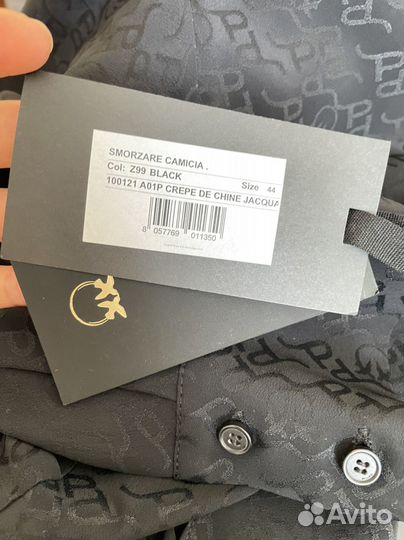 SMORZARE CAMICIA .
Col: Z99 BLACK Size 44
100121 A01P CREPE DE CHINE JACQUA
8 057769 011350
Avito